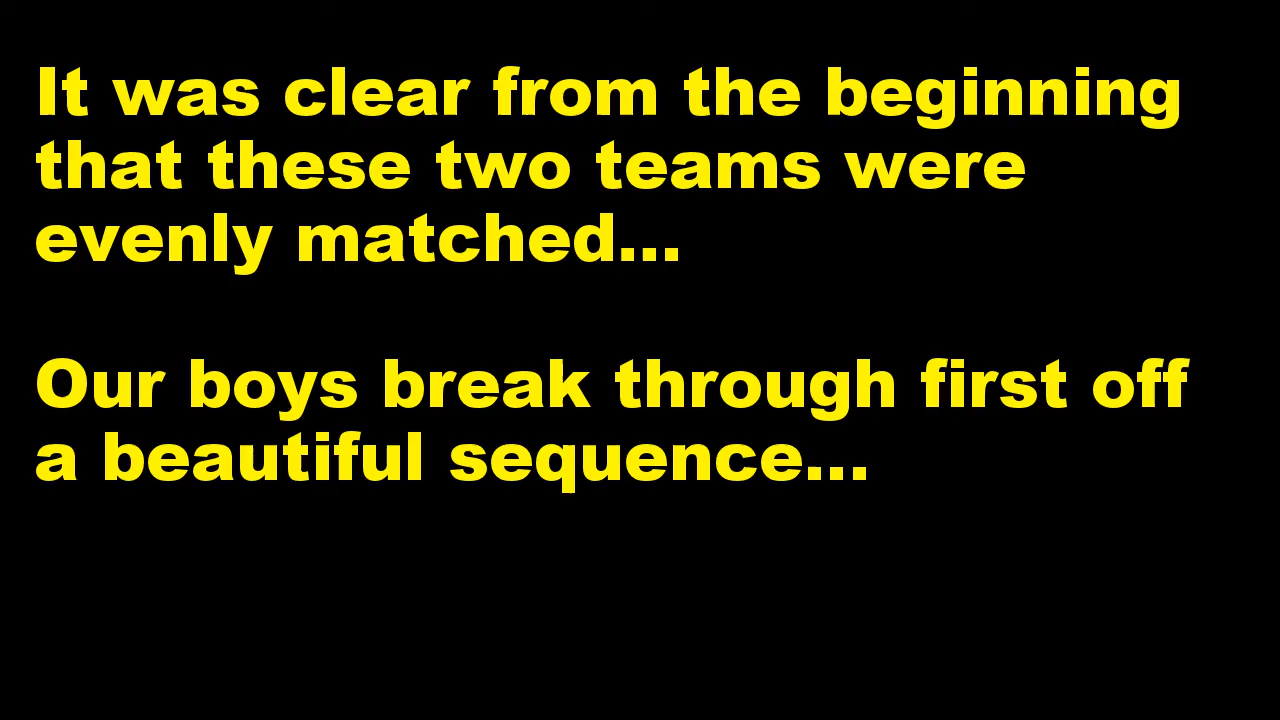 It was clear from the beginning
that these two teams were
evenly matched...
Our boys break through first off
a beautiful sequence...